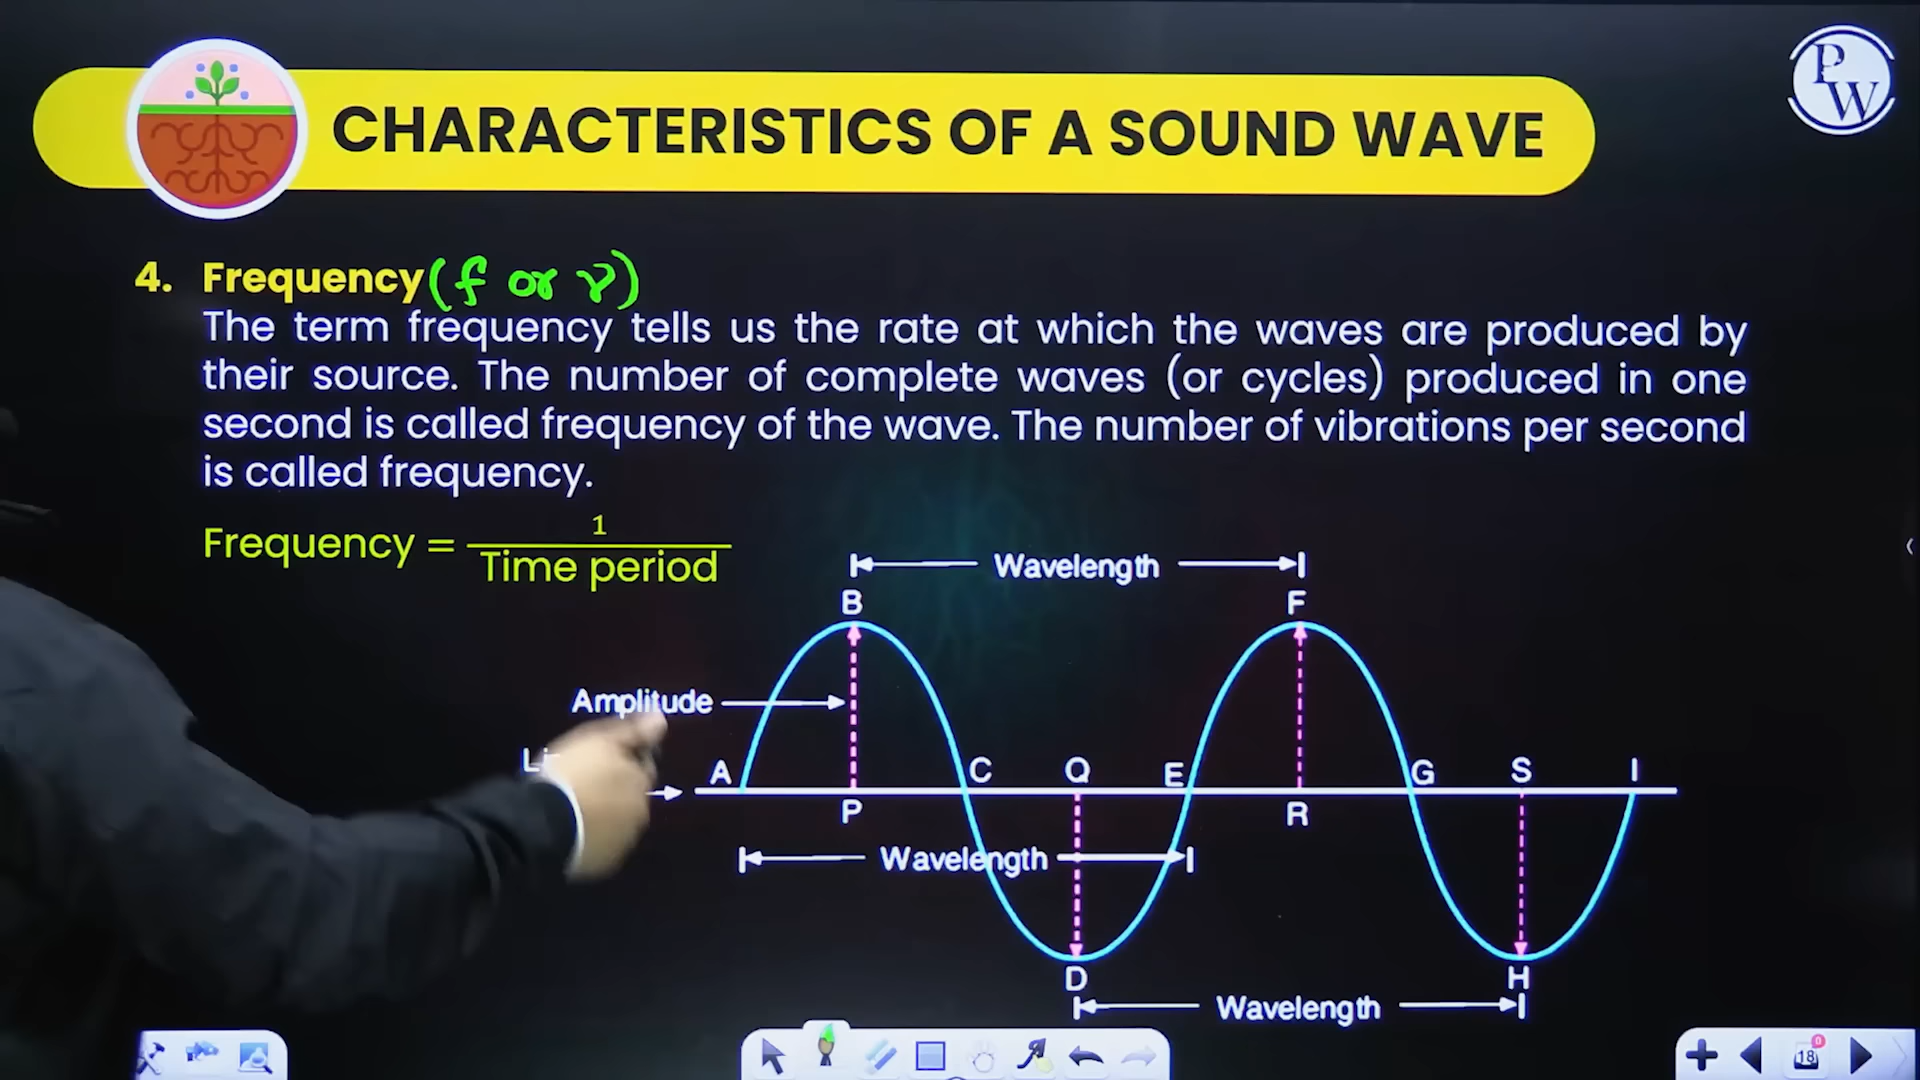 CHARACTERISTICS OF A SOUND WAVE
P
W
4. Frequency (f or ν)
The term frequency tells us the rate at which the waves are produced by
their source. The number of complete waves (or cycles) produced in one
second is called frequency of the wave. The number of vibrations per second
is called frequency.
Frequency = 1
Time period
Wavelength
B F
Amplitude
A C Q E G S I
P R
Wavelength
D H
Wavelength
18
0